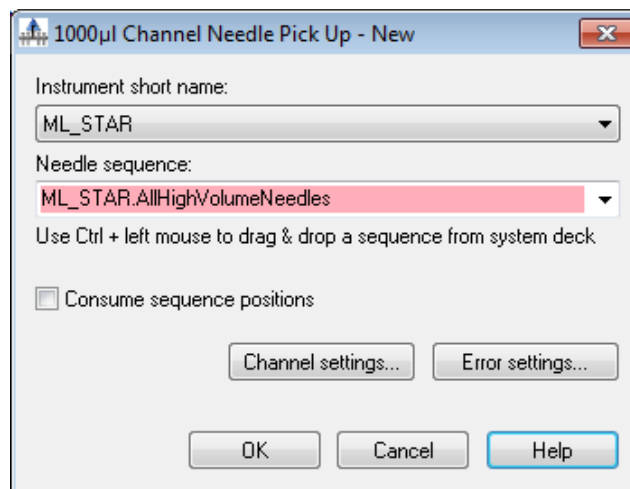 1000µl Channel Needle Pick Up - New
Instrument short name:
ML_STAR
Needle sequence:
ML_STAR.AllHighVolumeNeedles
Use Ctrl + left mouse to drag & drop a sequence from system deck
Consume sequence positions
Channel settings... Error settings...
OK Cancel Help